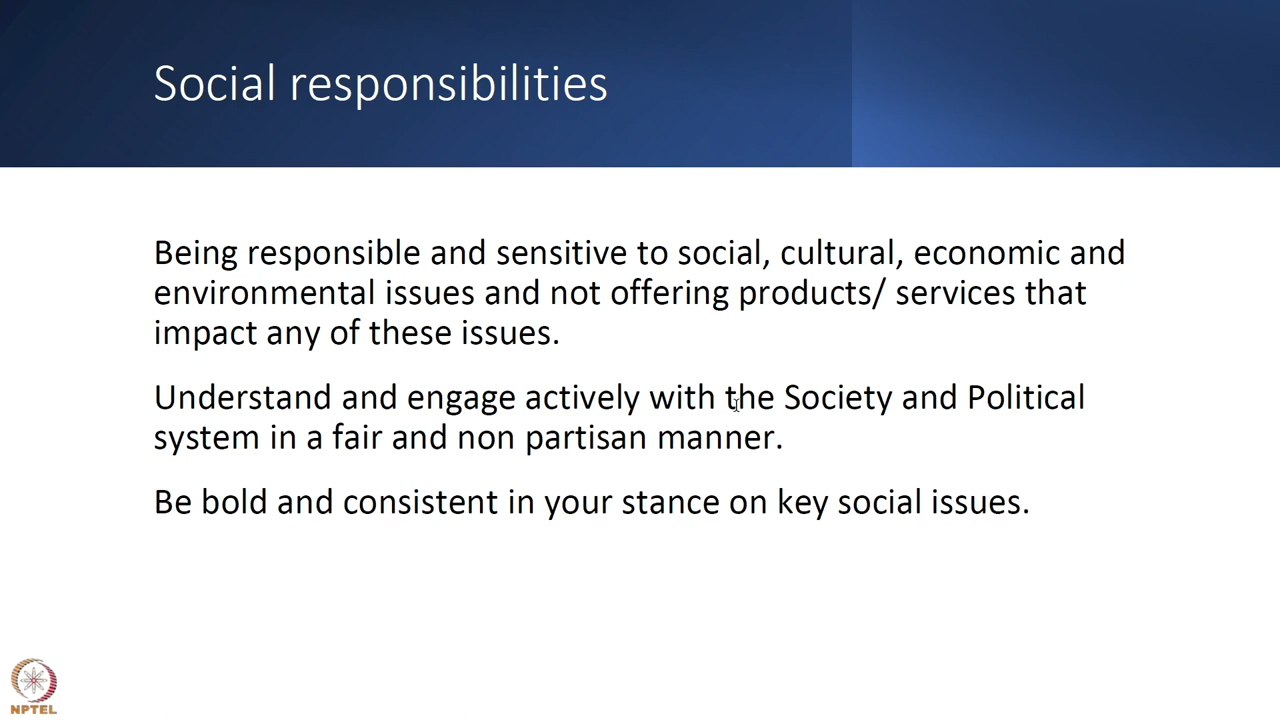 Social responsibilities
Being responsible and sensitive to social, cultural, economic and
environmental issues and not offering products/ services that
impact any of these issues.
Understand and engage actively with the Society and Political
system in a fair and non partisan manner.
Be bold and consistent in your stance on key social issues.
NPTEL